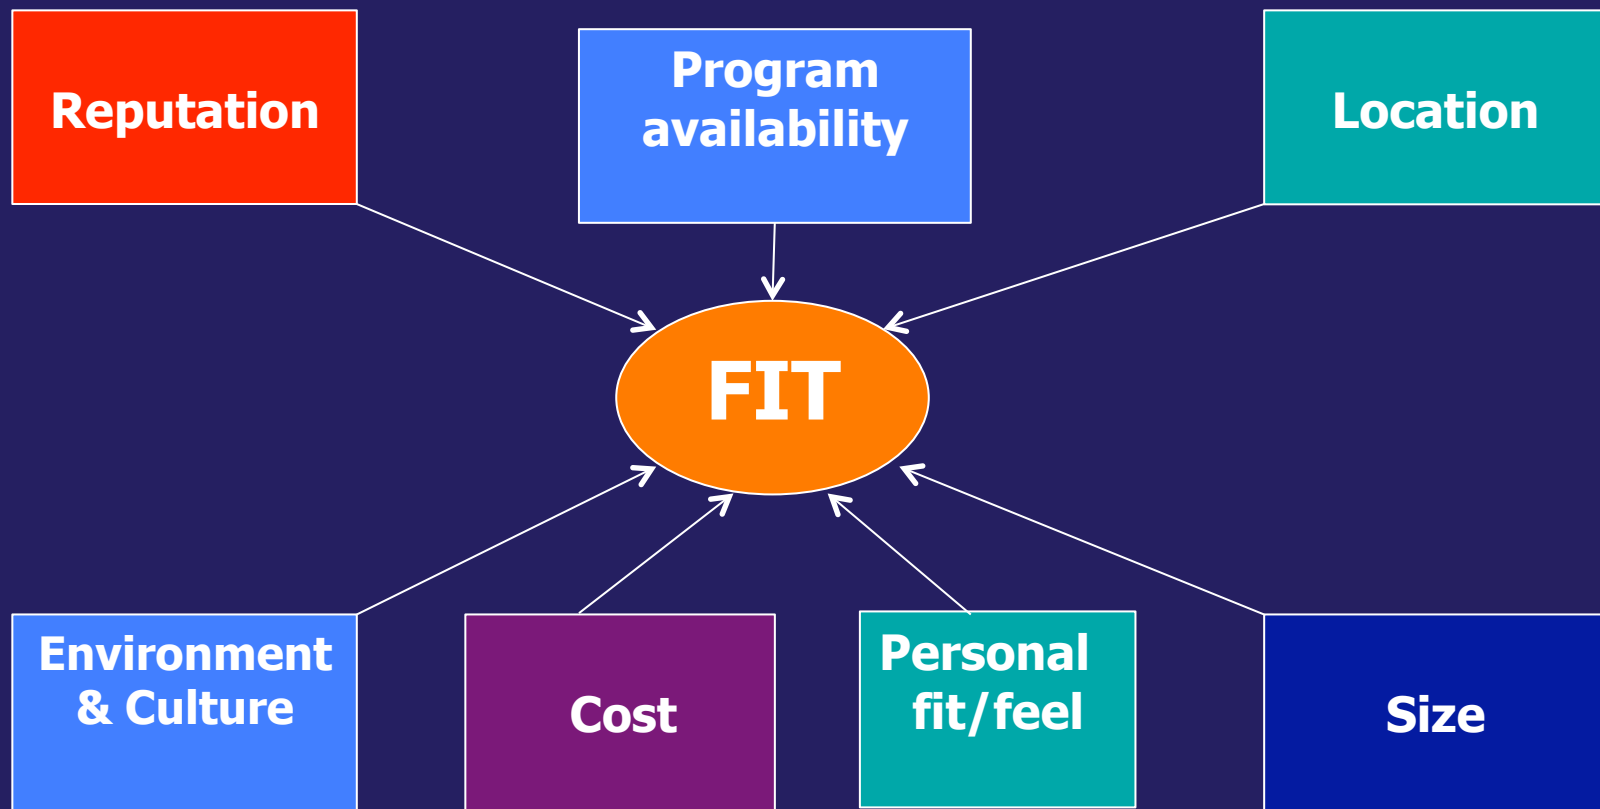 Reputation
Program
availability
Location
FIT
Environment
& Culture
Cost
Personal
fit/feel
Size